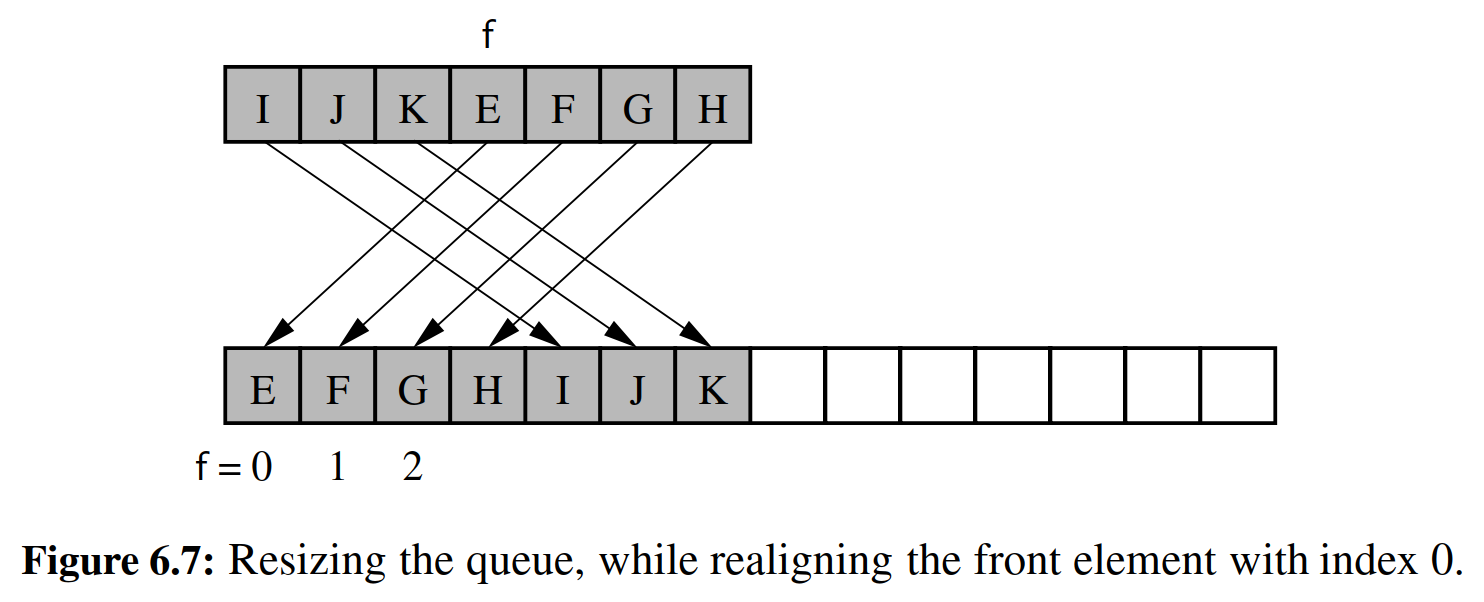 f
I J K E F G H
E F G H I J K
f = 0 1 2
Figure 6.7: Resizing the queue, while realigning the front element with index 0.